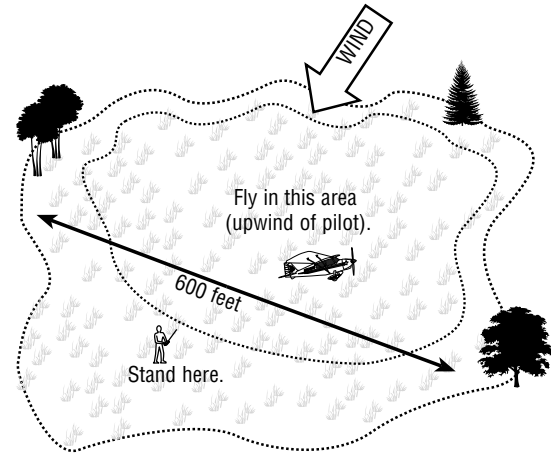 WIND
Fly in this area
(upwind of pilot).
600 feet
Stand here.